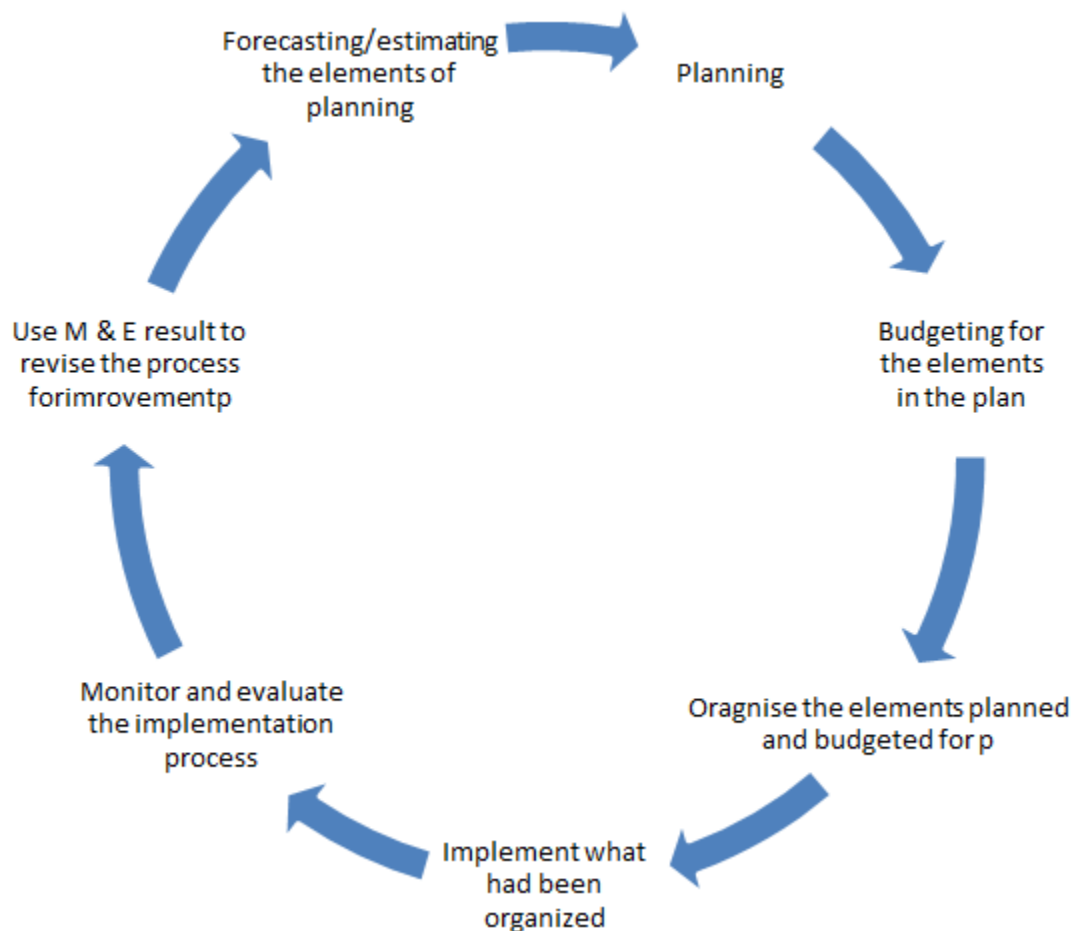 Forecasting/estimating
the elements of
planning
Planning
Budgeting for
the elements
in the plan
Oragnise the elements planned
and budgeted for p
Implement what
had been
organized
Monitor and evaluate
the implementation
process
Use M & E result to
revise the process
forimrovementp